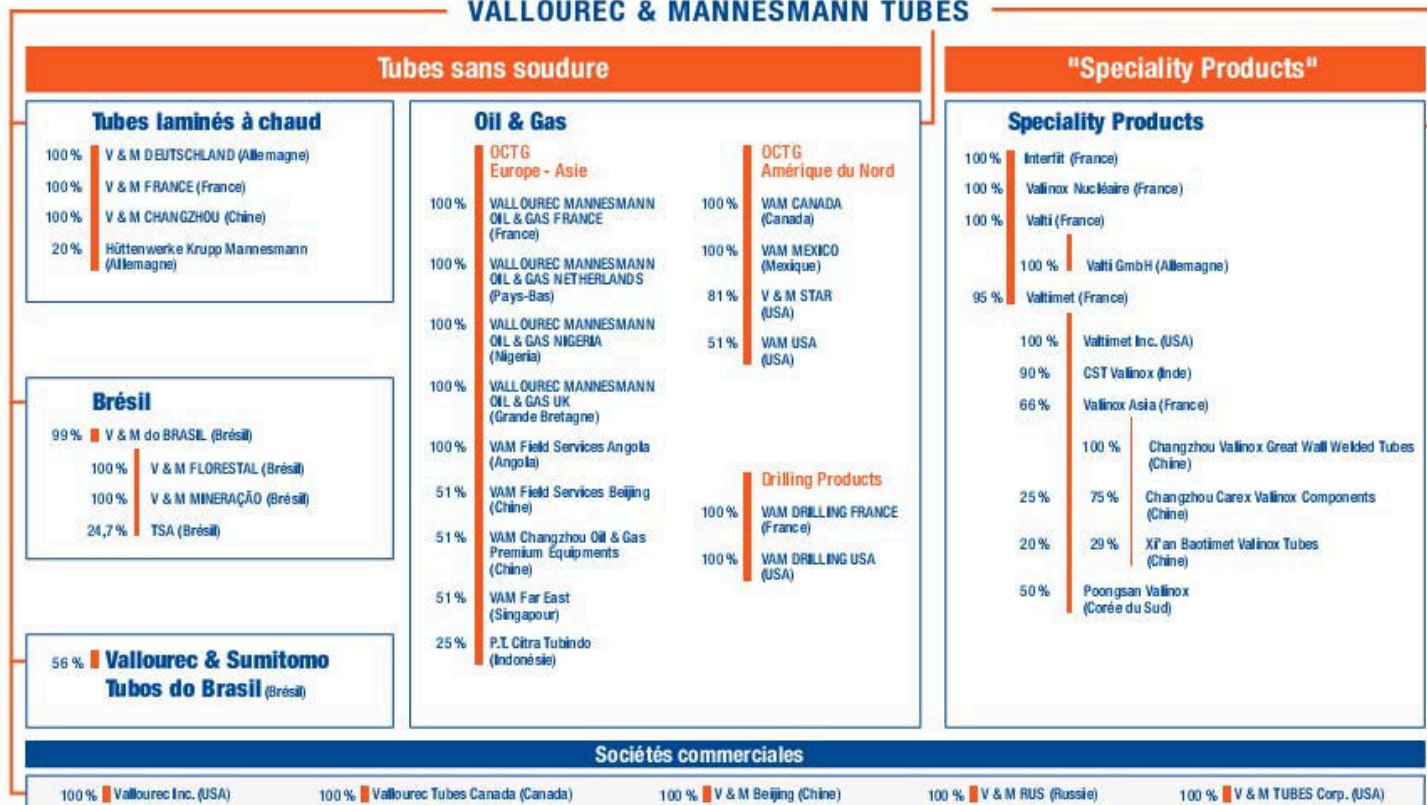 VALLOUREC & MANNESMANN TUBES
Tubes sans soudure
Tubes laminés à chaud
100 % V & M DEUTSCHLAND (Allemagne)
100 % V & M FRANCE (France)
100 % V & M CHANGZHOU (Chine)
20 % Hüttenwerke Krupp Mannesmann
(Allemagne)
Brésil
99 % V & M do BRASIL (Brésil)
100 % V & M FLORESTAL (Brésil)
100 % V & M MINERAÇÃO (Brésil)
24,7 % TSA (Brésil)
56 % Vallourec & Sumitomo
Tubos do Brasil (Brésil)
Oil & Gas
OCTG
Europe - Asie
100 % VALLOUREC MANNESMANN
OIL & GAS FRANCE
(France)
100 % VALLOUREC MANNESMANN
OIL & GAS NETHERLANDS
(Pays-Bas)
100 % VALLOUREC MANNESMANN
OIL & GAS NIGERIA
(Nigeria)
100 % VALLOUREC MANNESMANN
OIL & GAS UK
(Grande Bretagne)
100 % VAM Field Services Angola
(Angola)
51 % VAM Field Services Beijing
(Chine)
51 % VAM Changzhou Oil & Gas
Premium Equipments
(Chine)
51 % VAM Far East
(Singapour)
25 % P.T. Citra Tubindo
(Indonésie)
OCTG
Amérique du Nord
100 % VAM CANADA
(Canada)
100 % VAM MEXICO
(Mexique)
81 % V & M STAR
(USA)
51 % VAM USA
(USA)
Drilling Products
100 % VAM DRILLING FRANCE
(France)
100 % VAM DRILLING USA
(USA)
"Speciality Products"
Speciality Products
100 % Interfit (France)
100 % Valinox Nucléaire (France)
100 % Valti (France)
100 % Valti GmbH (Allemagne)
95 % Valtimet (France)
100 % Valtimet Inc. (USA)
90 % CST Valinox (Inde)
66 % Valinox Asia (France)
100 % Changzhou Valinox Great Wall Welded Tubes
(Chine)
25 % 75 % Changzhou Carex Valinox Components
(Chine)
20 % 29 % Xi'an Baotimet Valinox Tubes
(Chine)
50 % Poongsan Valinox
(Corée du Sud)
Sociétés commerciales
100 % Vallourec Inc. (USA) 100 % Vallourec Tubes Canada (Canada) 100 % V & M Beijing (Chine) 100 % V & M RUS (Russie) 100 % V & M TUBES Corp. (USA)